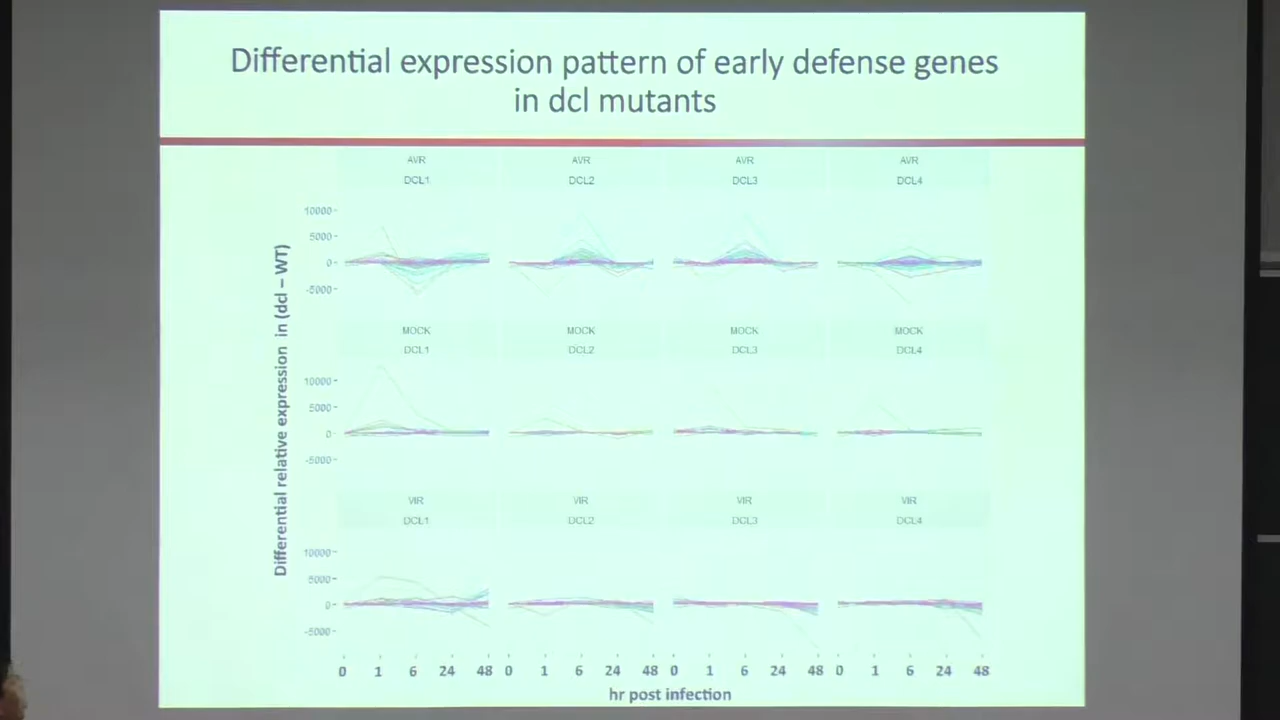 Differential expression pattern of early defense genes
in dcl mutants
AVR AVR AVR AVR
DCL1 DCL2 DCL3 DCL4
10000
5000
0
-5000
MOCK MOCK MOCK MOCK
DCL1 DCL2 DCL3 DCL4
10000
5000
0
-5000
VIR VIR VIR VIR
DCL1 DCL2 DCL3 DCL4
10000
5000
0
-5000
Differential relative expression in (dcl – WT)
0 1 6 24 48 0 1 6 24 48 0 1 6 24 48 0 1 6 24 48
hr post infection